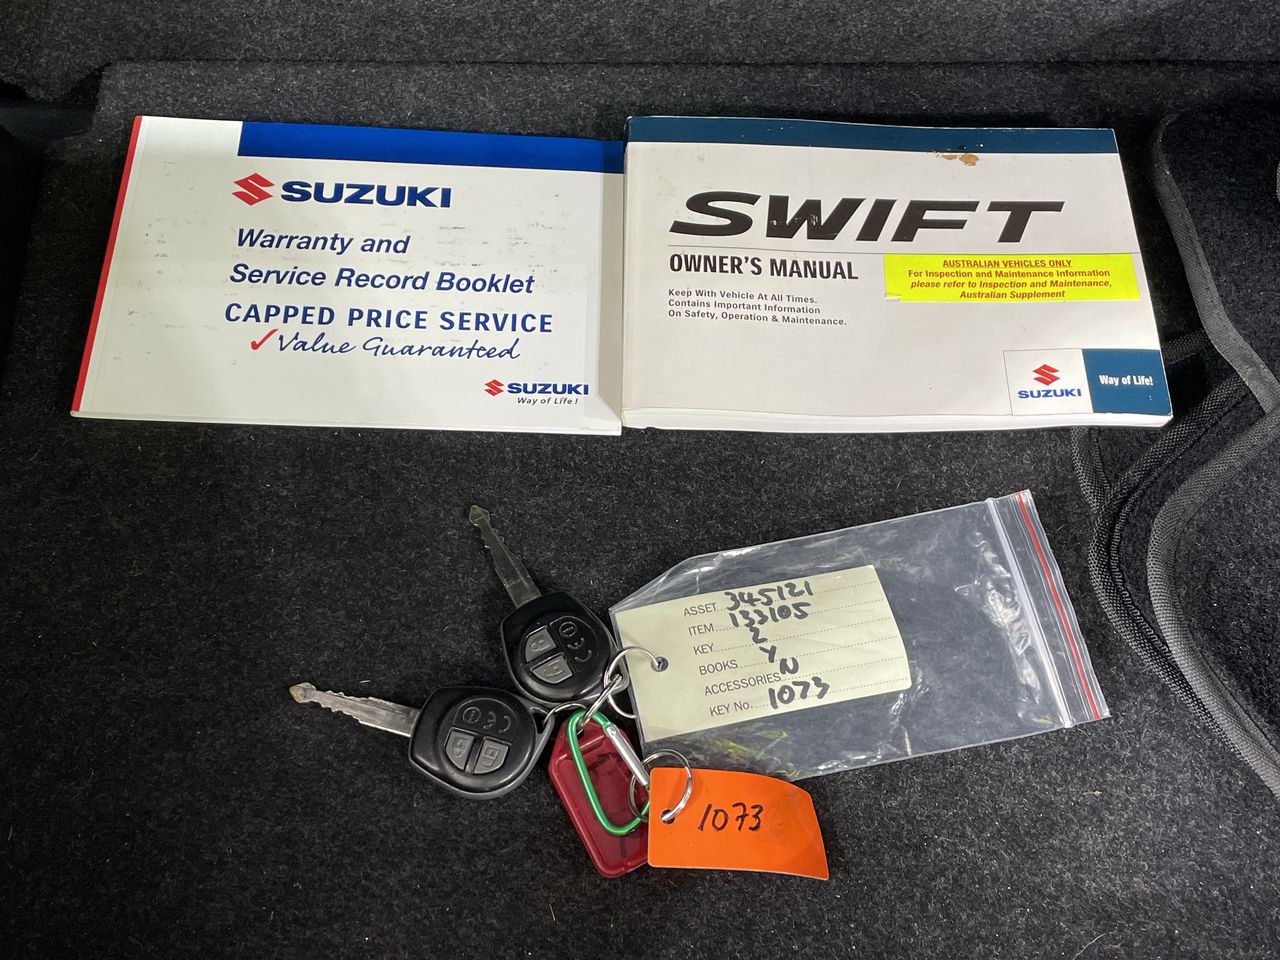 SUZUKI
Warranty and
Service Record Booklet
CAPPED PRICE SERVICE
Value Guaranteed
SUZUKI
Way of Life!
SWIFT
OWNER'S MANUAL
Keep With Vehicle At All Times.
Contains Important Information
On Safety, Operation & Maintenance.
AUSTRALIAN VEHICLES ONLY
For Inspection and Maintenance Information
please refer to Inspection and Maintenance,
Australian Supplement
SUZUKI
Way of Life!
ASSET 345121
ITEM 133105
KEY 2
BOOKS Y
ACCESSORIES N
KEY No. 1073
1073